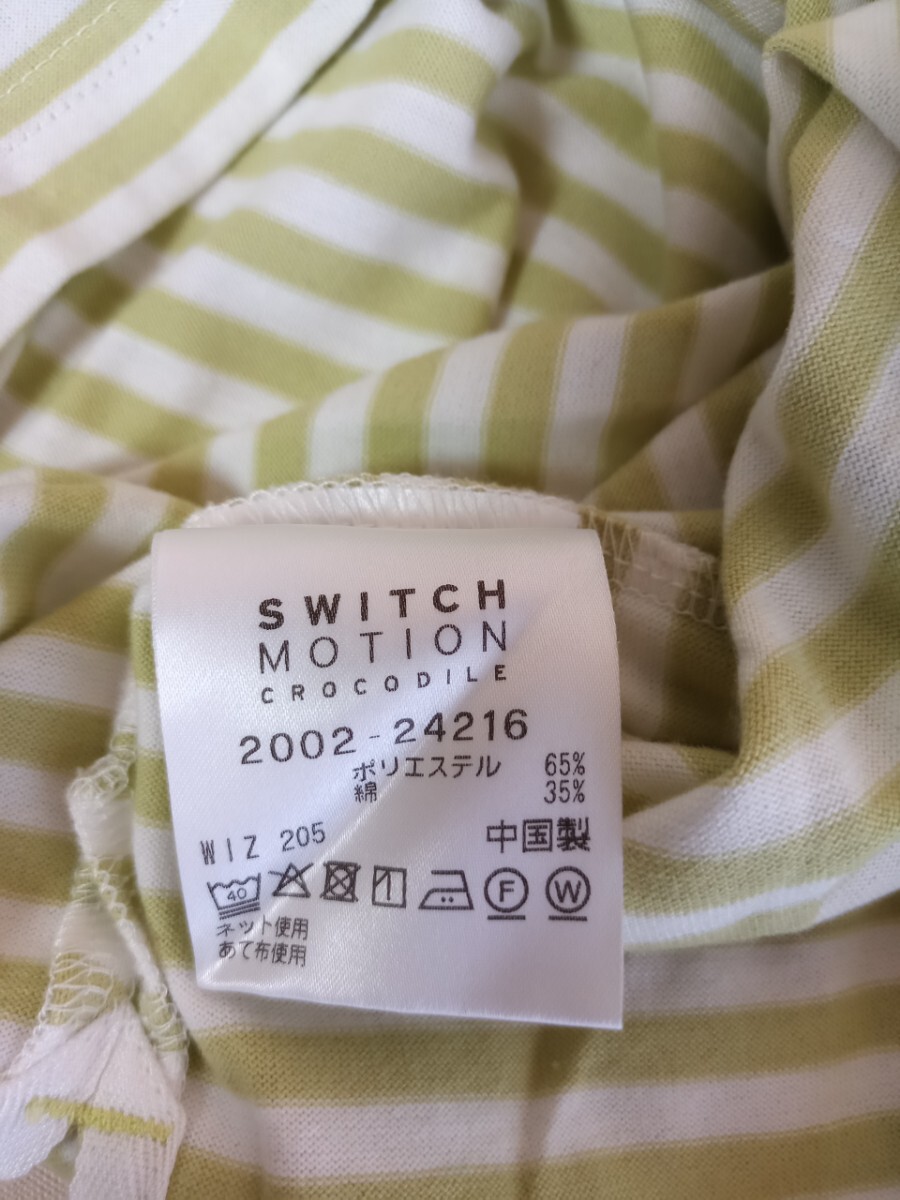 SWITCH
MOTION
CROCODILE
2002-24216
ポリエステル 65%
綿 35%
WIZ 205 中国製
40 F W
ネット使用
あて布使用